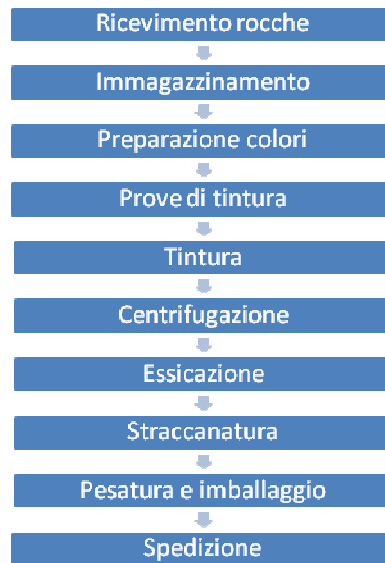 Ricevimento rocche
Immagazzinamento
Preparazione colori
Prove di tintura
Tintura
Centrifugazione
Essicazione
Straccanatura
Pesatura e imballaggio
Spedizione